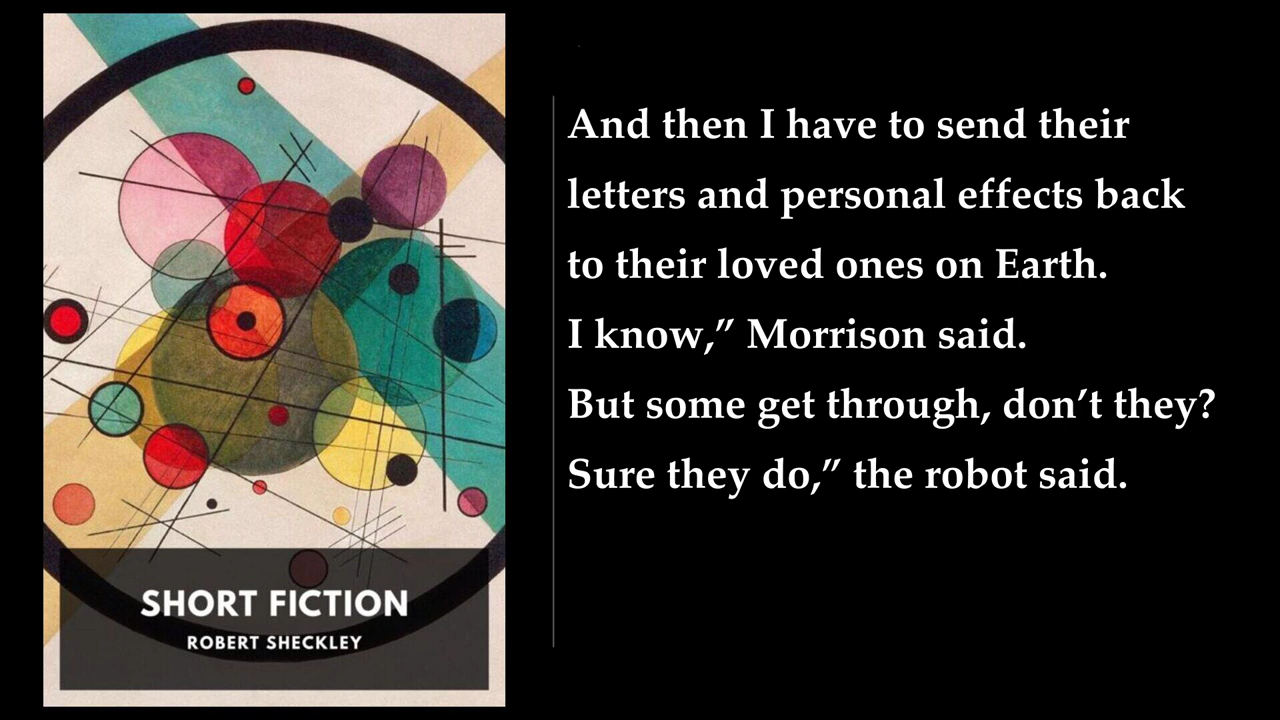 And then I have to send their
letters and personal effects back
to their loved ones on Earth.
I know,” Morrison said.
But some get through, don’t they?
Sure they do,” the robot said.
SHORT FICTION
ROBERT SHECKLEY